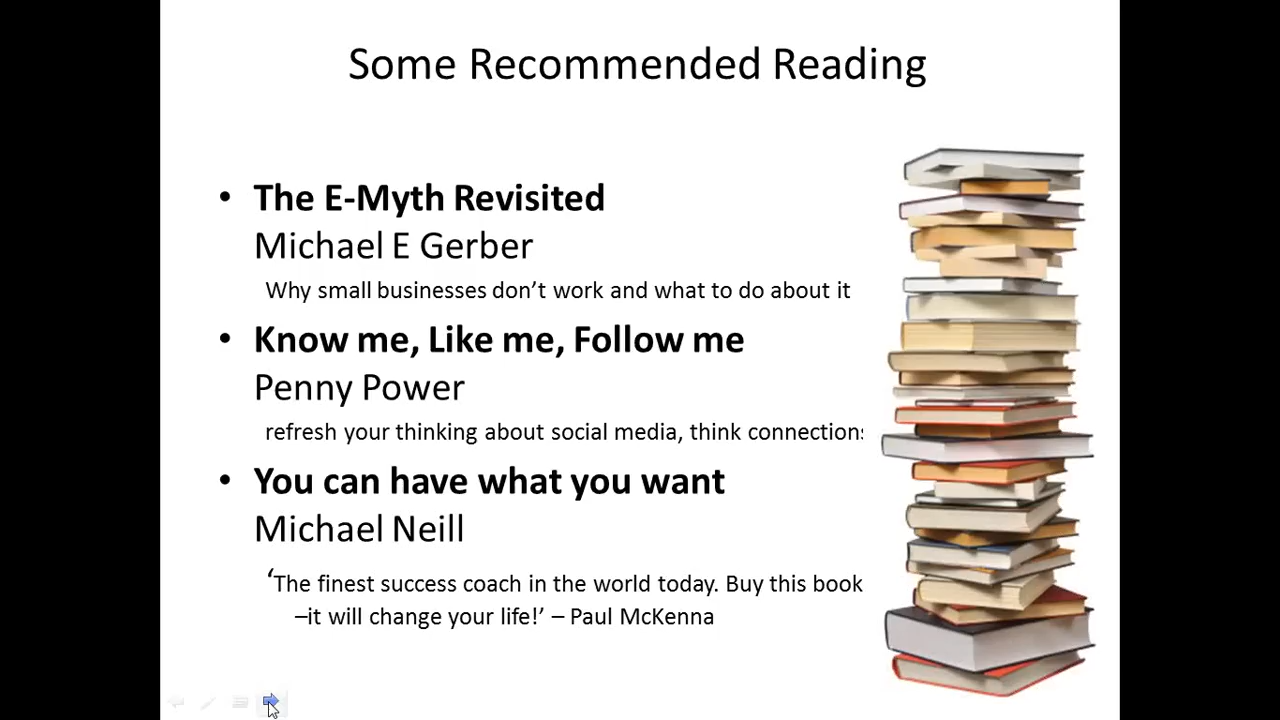 Some Recommended Reading
• The E-Myth Revisited
Michael E Gerber
Why small businesses don’t work and what to do about it
• Know me, Like me, Follow me
Penny Power
refresh your thinking about social media, think connections
• You can have what you want
Michael Neill
‘The finest success coach in the world today. Buy this book
–it will change your life!’ – Paul McKenna